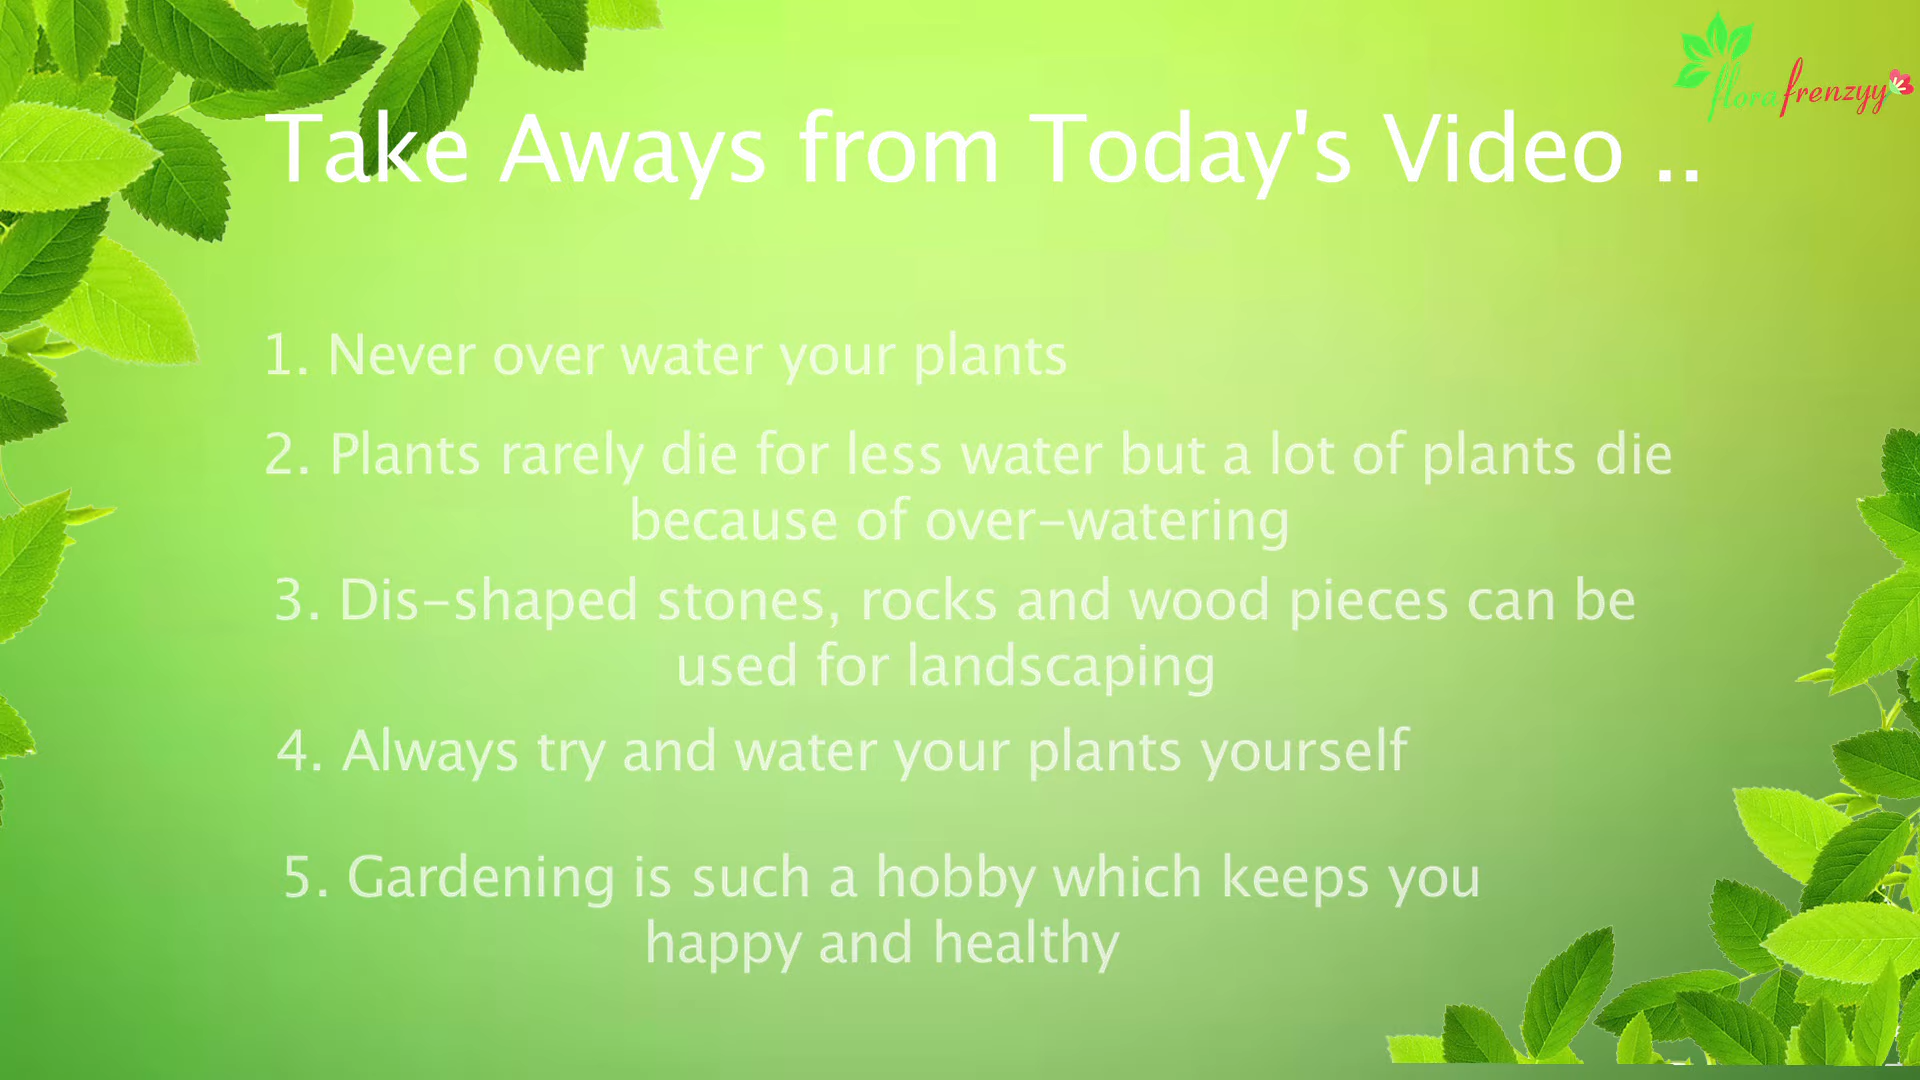 flora frenzyy
Take Aways from Today's Video ..
1. Never over water your plants
2. Plants rarely die for less water but a lot of plants die
because of over-watering
3. Dis-shaped stones, rocks and wood pieces can be
used for landscaping
4. Always try and water your plants yourself
5. Gardening is such a hobby which keeps you
happy and healthy